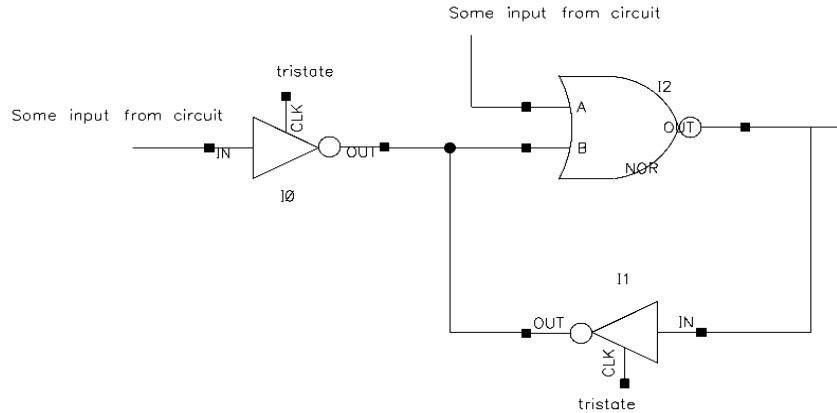 Some input from circuit
tristate
I2
Some input from circuit
CLK
A
OUT
IN
OUT
B
NOR
I0
I1
OUT
IN
CLK
tristate